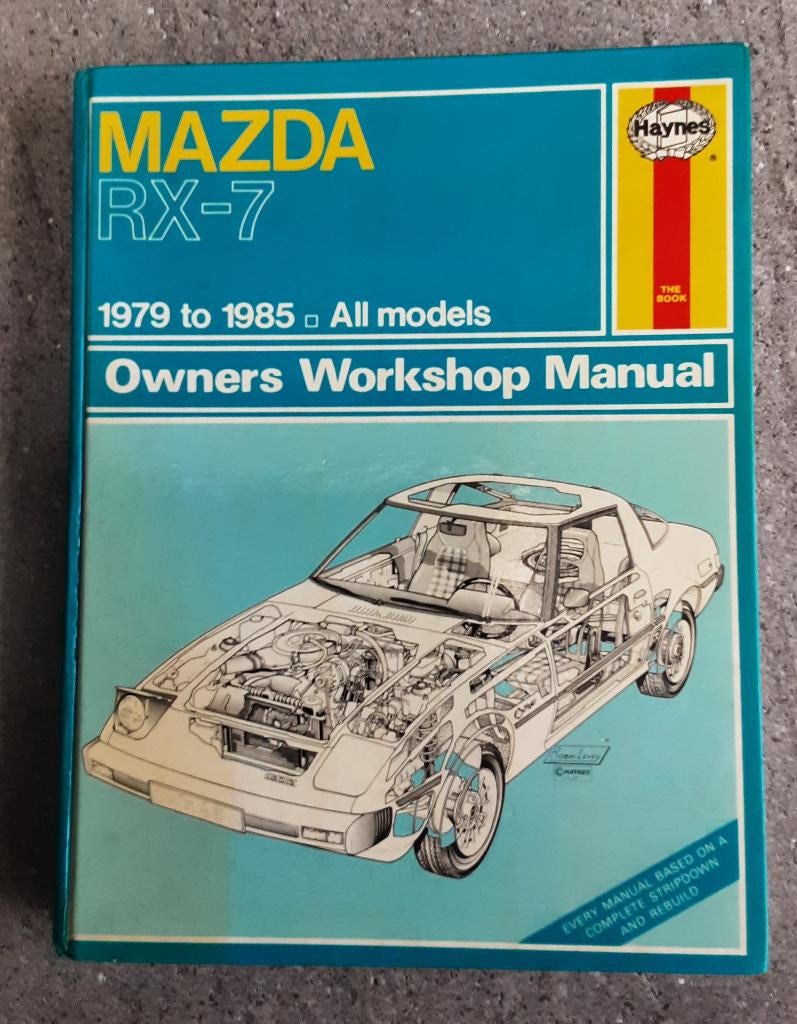 MAZDA
RX-7
1979 to 1985 □ All models
Haynes
®
THE
BOOK
Owners Workshop Manual
© HAYNES
EVERY MANUAL BASED ON A
COMPLETE STRIPDOWN
AND REBUILD